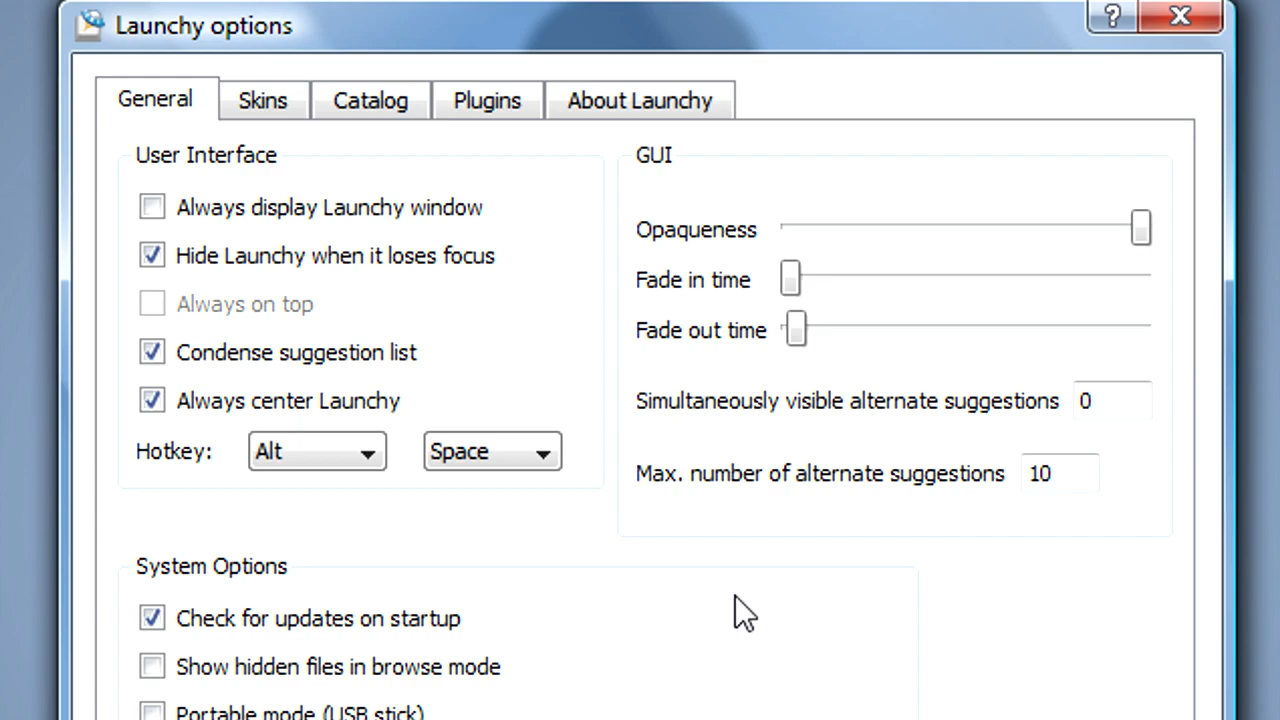 Launchy options
?
General
Skins
Catalog
Plugins
About Launchy
User Interface
Always display Launchy window
Hide Launchy when it loses focus
Always on top
Condense suggestion list
Always center Launchy
Hotkey: Alt Space
GUI
Opaqueness
Fade in time
Fade out time
Simultaneously visible alternate suggestions 0
Max. number of alternate suggestions 10
System Options
Check for updates on startup
Show hidden files in browse mode
Portable mode (USB stick)